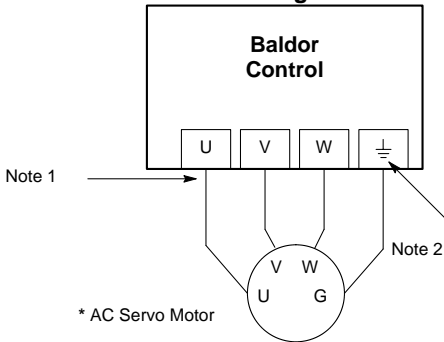 Baldor
Control
U V W
Note 1
Note 2
V W
U G
* AC Servo Motor